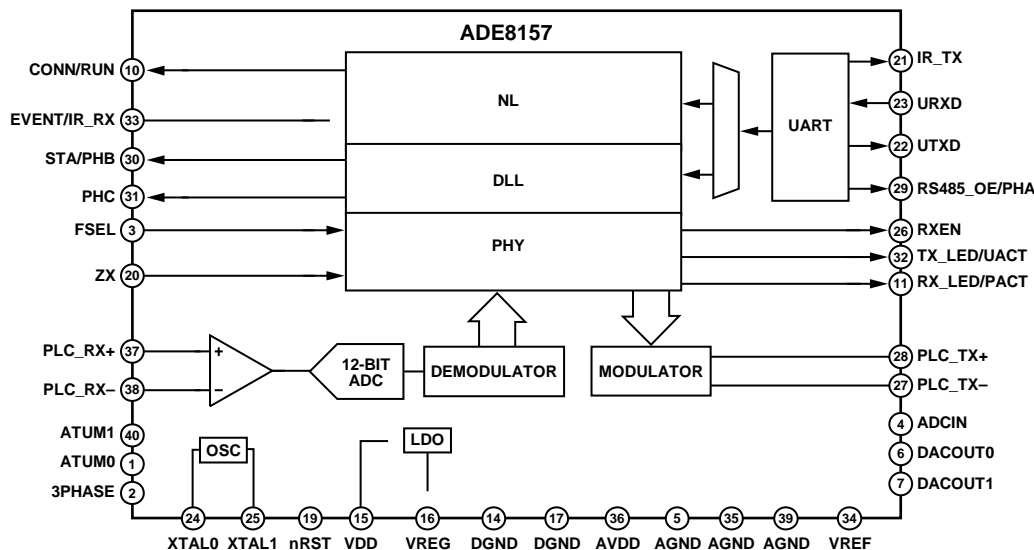 ADE8157
CONN/RUN 10
EVENT/IR_RX 33
STA/PHB 30
PHC 31
FSEL 3
ZX 20
PLC_RX+ 37
PLC_RX– 38
ATUM1 40
ATUM0 1
3PHASE 2
NL
DLL
PHY
UART
+
–
12-BIT
ADC
DEMODULATOR
MODULATOR
OSC
LDO
21 IR_TX
23 URXD
22 UTXD
29 RS485_OE/PHA
26 RXEN
32 TX_LED/UACT
11 RX_LED/PACT
28 PLC_TX+
27 PLC_TX–
4 ADCIN
6 DACOUT0
7 DACOUT1
24 25 19 15 16 14 17 36 5 35 39 34
XTAL0 XTAL1 nRST VDD VREG DGND DGND AVDD AGND AGND AGND VREF